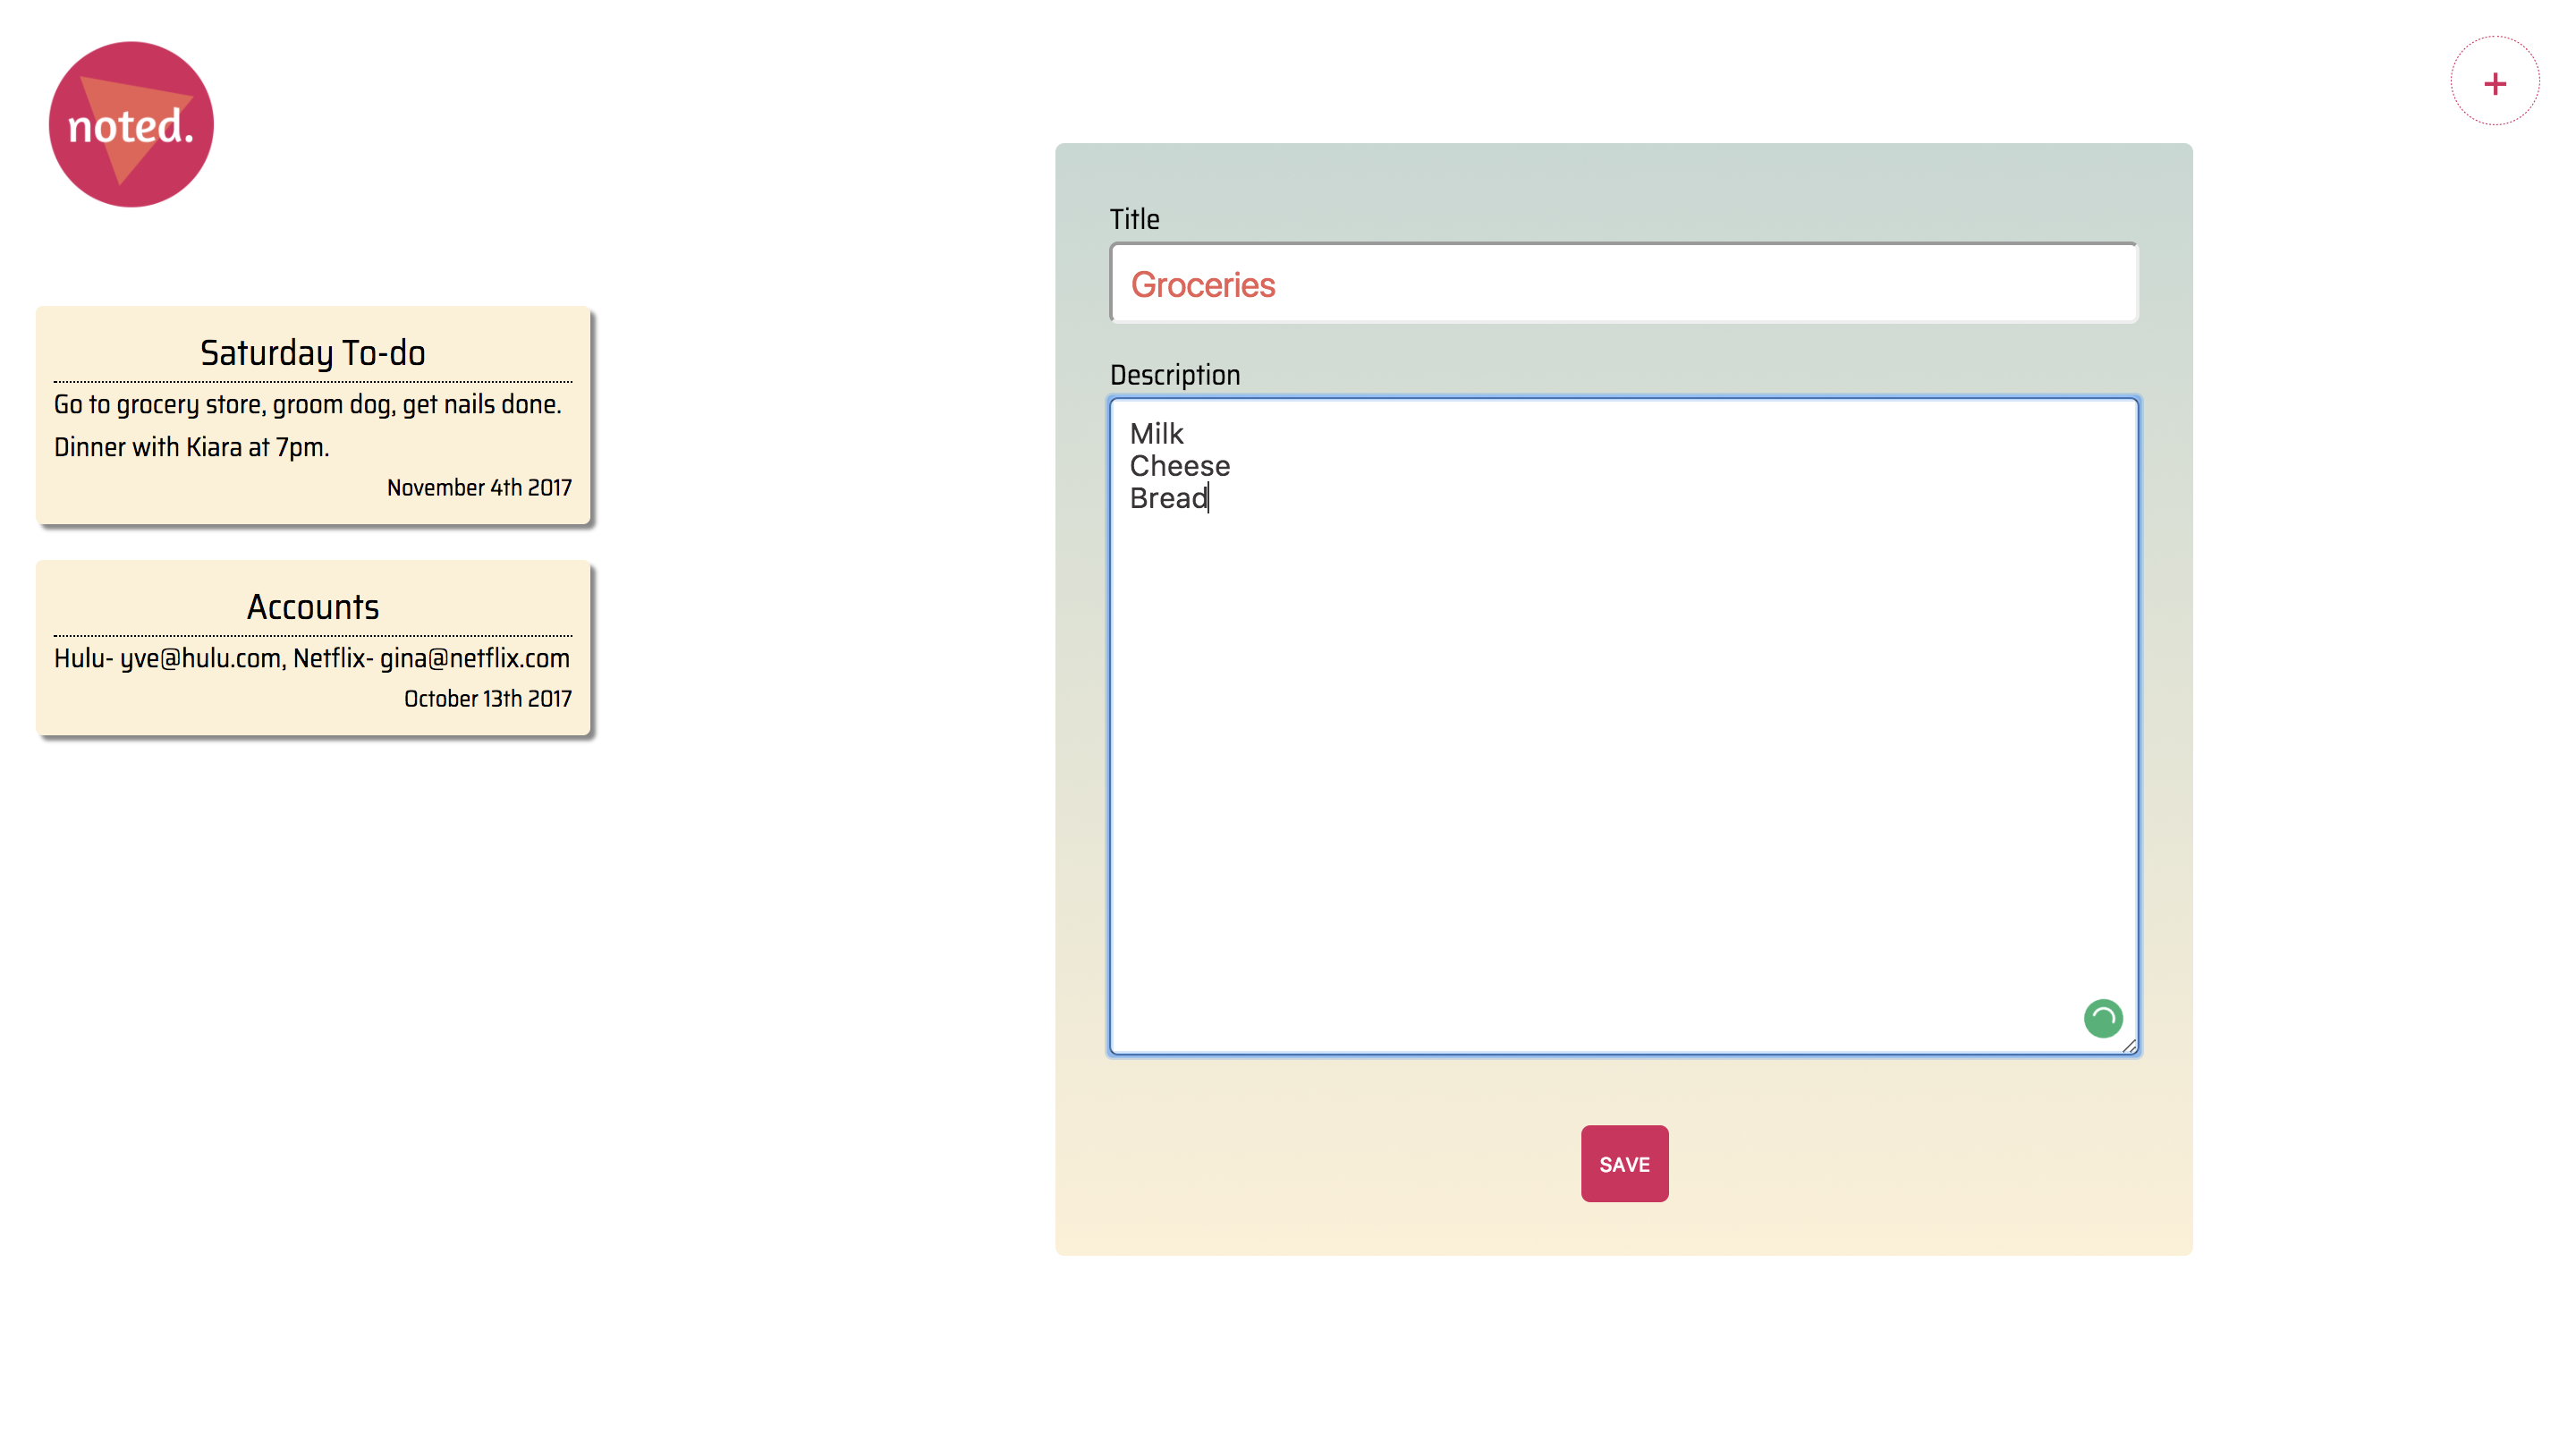 noted.
+
Saturday To-do
Go to grocery store, groom dog, get nails done.
Dinner with Kiara at 7pm.
November 4th 2017
Accounts
Hulu- yve@hulu.com, Netflix- gina@netflix.com
October 13th 2017
Title
Groceries
Description
Milk
Cheese
Bread
SAVE